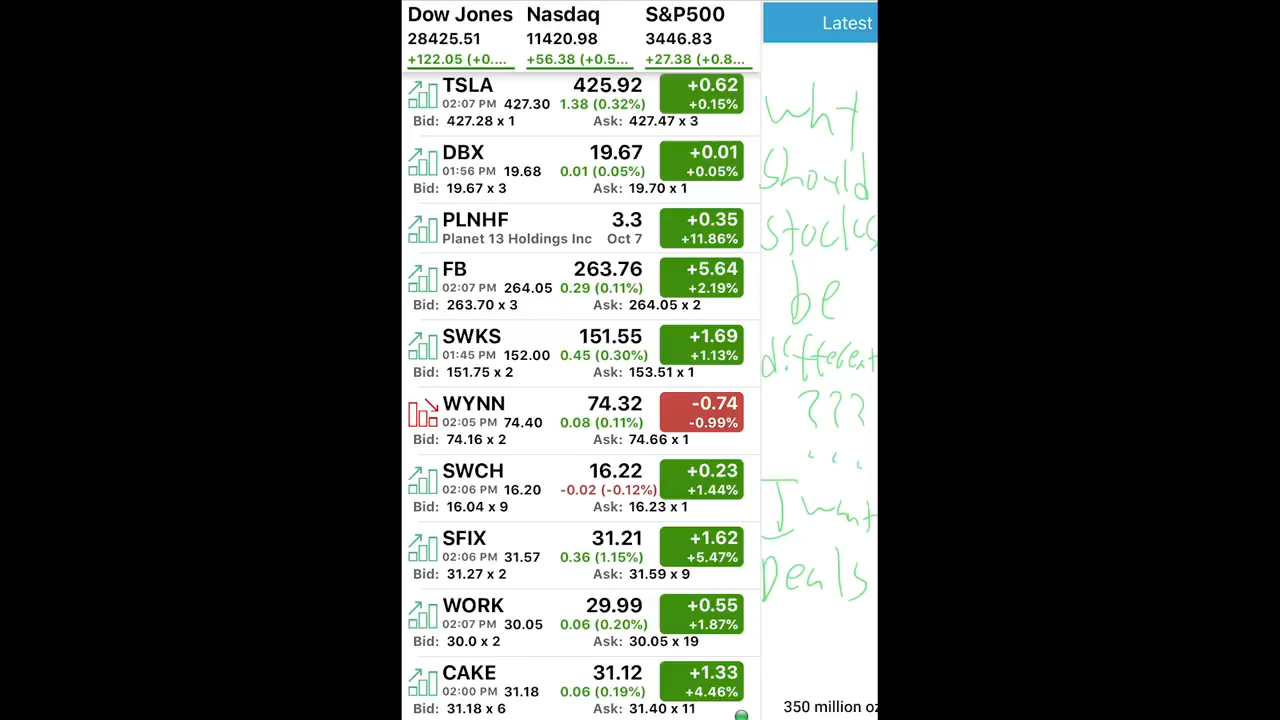 Dow Jones Nasdaq S&P500
28425.51 11420.98 3446.83
+122.05 (+0.... +56.38 (+0.5... +27.38 (+0.8...
TSLA 425.92 +0.62
02:07 PM 427.30 1.38 (0.32%) +0.15%
Bid: 427.28 x 1 Ask: 427.47 x 3
DBX 19.67 +0.01
01:56 PM 19.68 0.01 (0.05%) +0.05%
Bid: 19.67 x 3 Ask: 19.70 x 1
PLNHF 3.3 +0.35
Planet 13 Holdings Inc Oct 7 +11.86%
FB 263.76 +5.64
02:07 PM 264.05 0.29 (0.11%) +2.19%
Bid: 263.70 x 3 Ask: 264.05 x 2
SWKS 151.55 +1.69
01:45 PM 152.00 0.45 (0.30%) +1.13%
Bid: 151.75 x 2 Ask: 153.51 x 1
WYNN 74.32 -0.74
02:05 PM 74.40 0.08 (0.11%) -0.99%
Bid: 74.16 x 2 Ask: 74.66 x 1
SWCH 16.22 +0.23
02:06 PM 16.20 -0.02 (-0.12%) +1.44%
Bid: 16.04 x 9 Ask: 16.23 x 1
SFIX 31.21 +1.62
02:06 PM 31.57 0.36 (1.15%) +5.47%
Bid: 31.27 x 2 Ask: 31.59 x 9
WORK 29.99 +0.55
02:07 PM 30.05 0.06 (0.20%) +1.87%
Bid: 30.0 x 2 Ask: 30.05 x 19
CAKE 31.12 +1.33
02:00 PM 31.18 0.06 (0.19%) +4.46%
Bid: 31.18 x 6 Ask: 31.40 x 11
Latest
why
should
stocks
be
different
???
...
I want
Deals
350 million oz